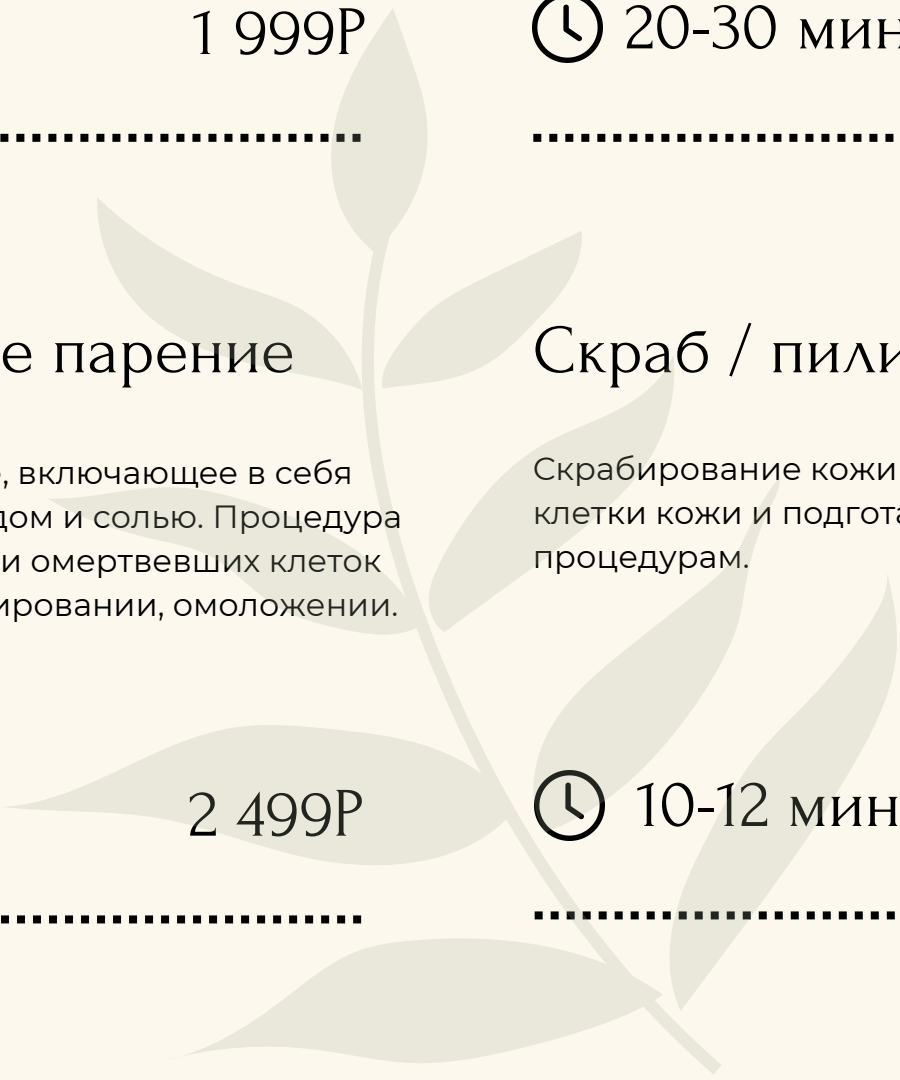 1 999Р
е парение
, включающее в себя
дом и солью. Процедура
и омертвевших клеток
ировании, омоложении.
2 499Р
20-30 мин
Скраб / пили
Скрабирование кожи
клетки кожи и подгота
процедурам.
10-12 мин